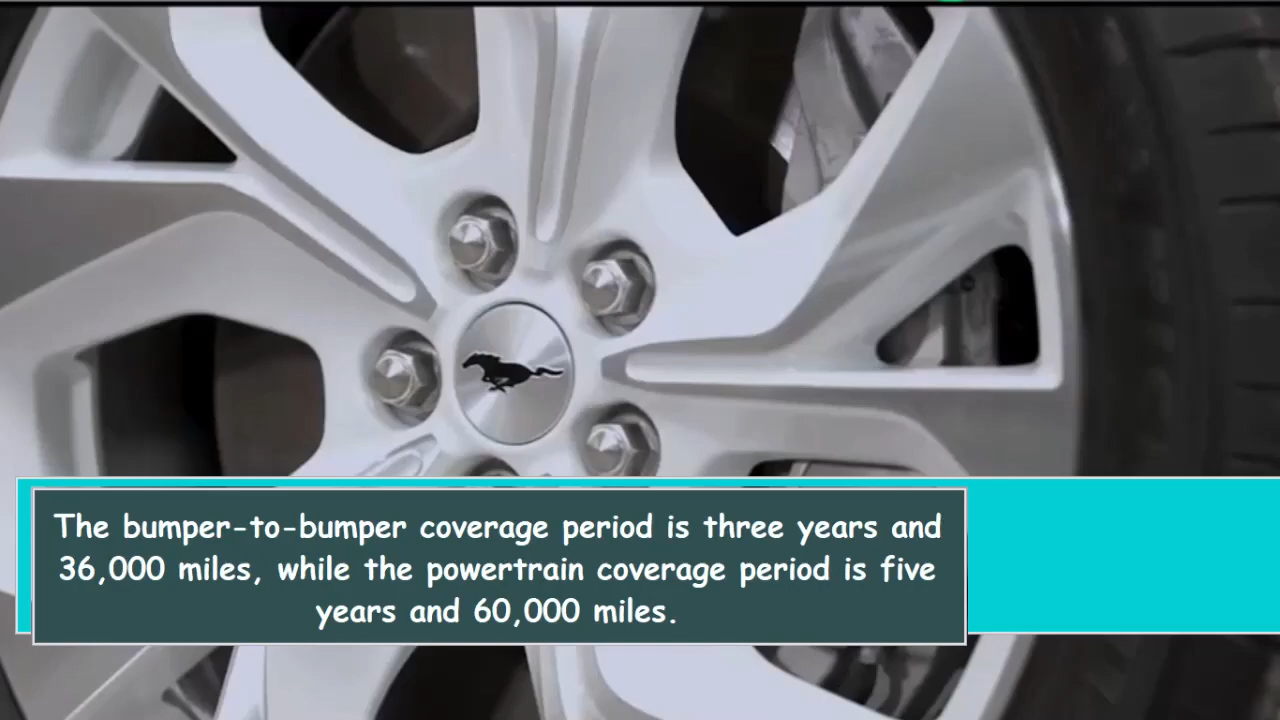 The bumper-to-bumper coverage period is three years and
36,000 miles, while the powertrain coverage period is five
years and 60,000 miles.